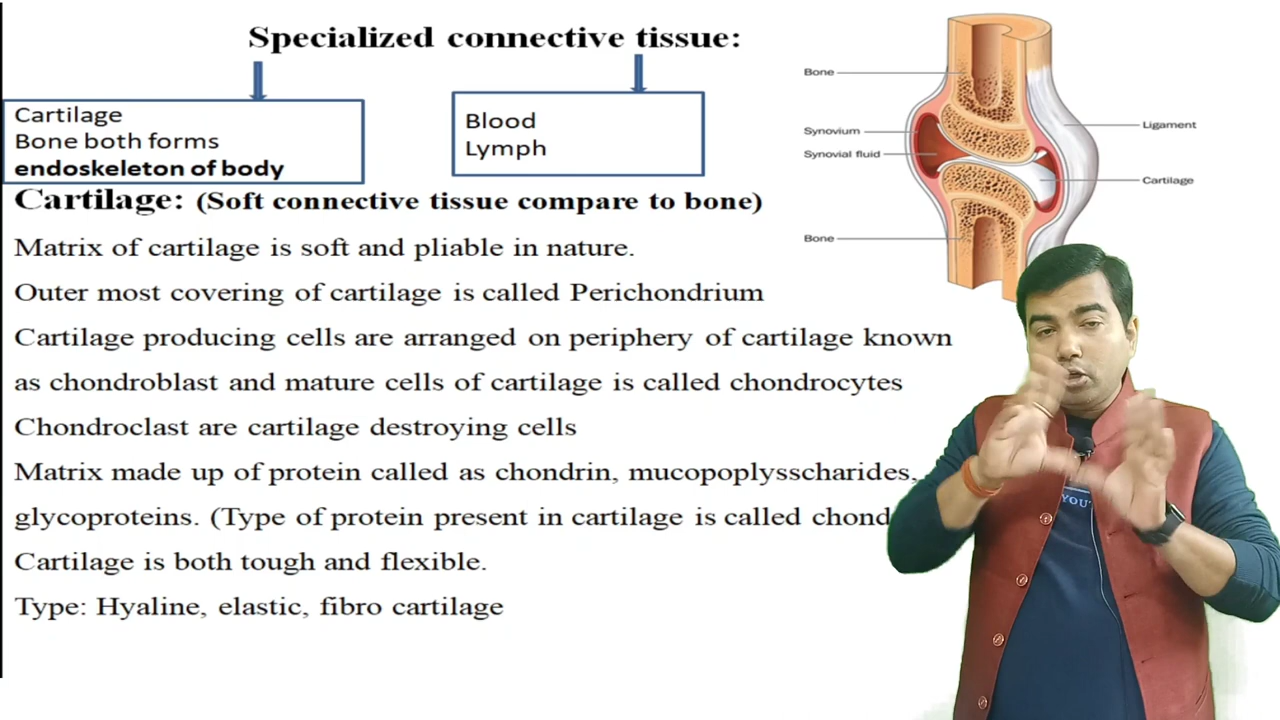 Specialized connective tissue:
Cartilage
Bone both forms
endoskeleton of body
Blood
Lymph
Bone
Synovium
Synovial fluid
Ligament
Cartilage
Bone
Cartilage: (Soft connective tissue compare to bone)
Matrix of cartilage is soft and pliable in nature.
Outer most covering of cartilage is called Perichondrium
Cartilage producing cells are arranged on periphery of cartilage known
as chondroblast and mature cells of cartilage is called chondrocytes
Chondroclast are cartilage destroying cells
Matrix made up of protein called as chondrin, mucopoplysscharides,
glycoproteins. (Type of protein present in cartilage is called
Cartilage is both tough and flexible.
Type: Hyaline, elastic, fibro cartilage